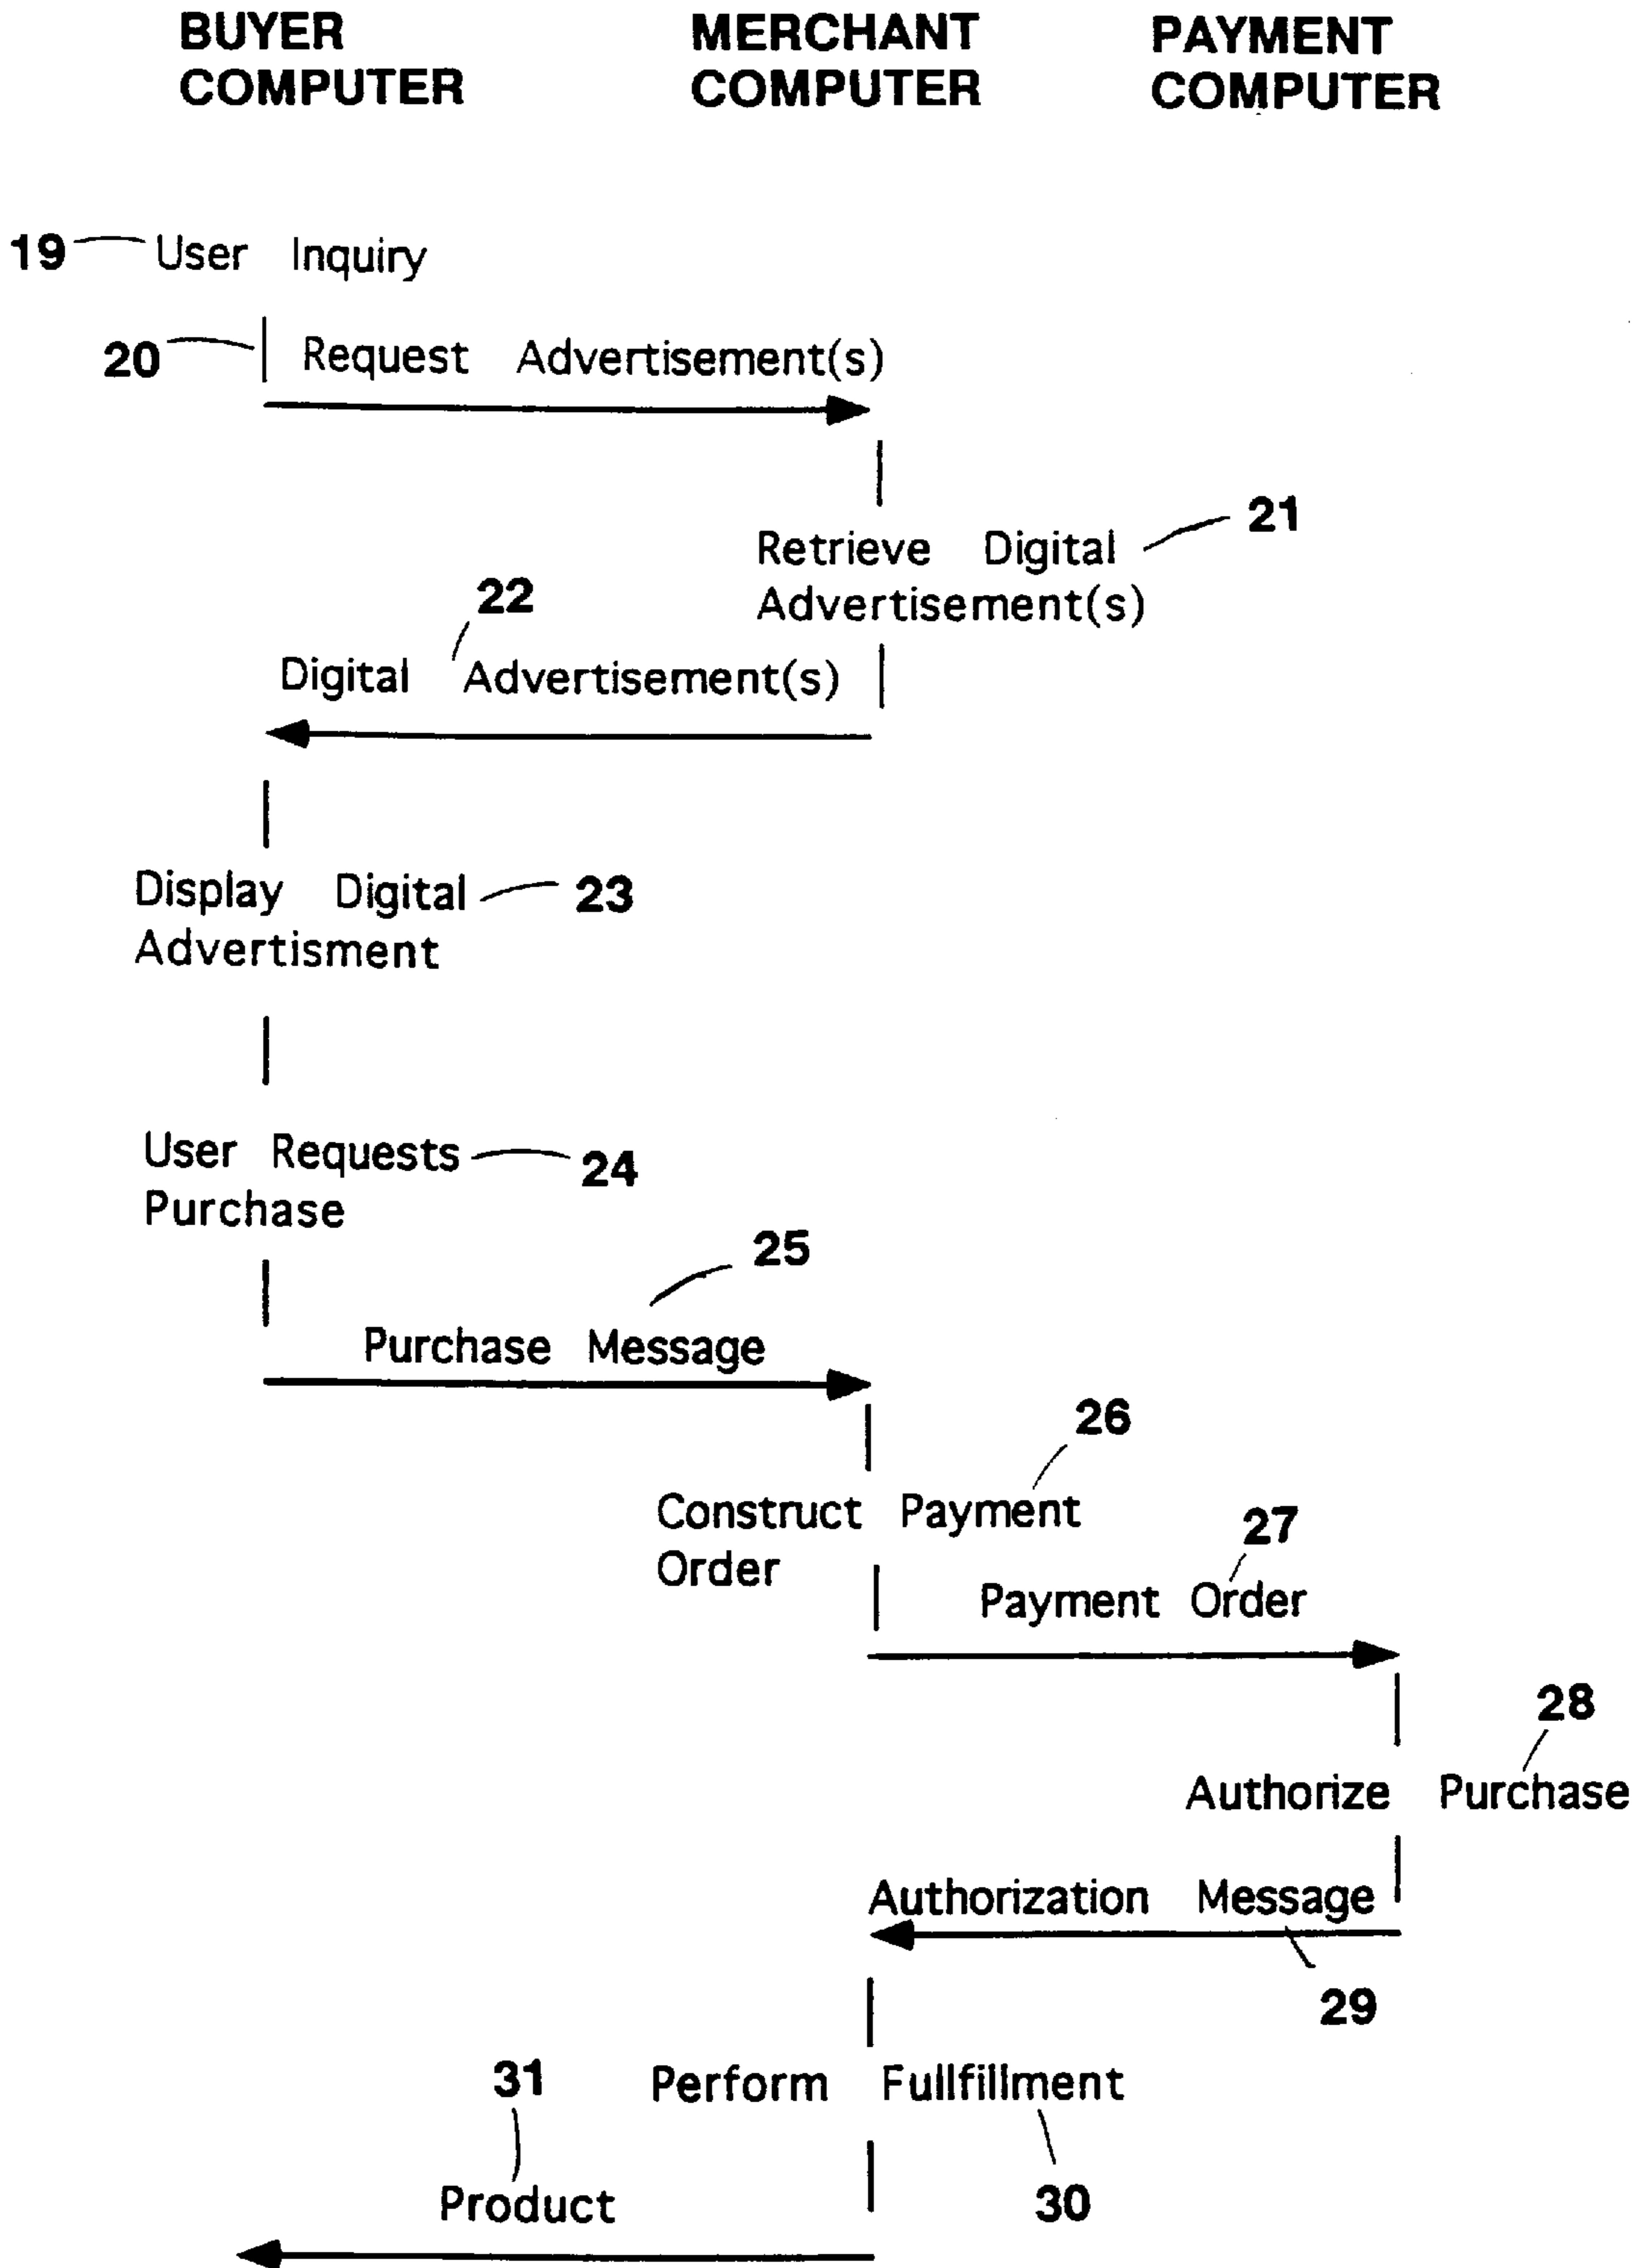 BUYER COMPUTER
MERCHANT COMPUTER
PAYMENT COMPUTER
19 User Inquiry
20 Request Advertisement(s)
21
Retrieve Digital
Advertisement(s)
22
Digital Advertisement(s)
Display Digital 23
Advertisment
User Requests 24
Purchase
25
Purchase Message
26
Construct Payment
Order
27
Payment Order
28
Authorize Purchase
Authorization Message
29
31
Perform Fullfillment
30
Product